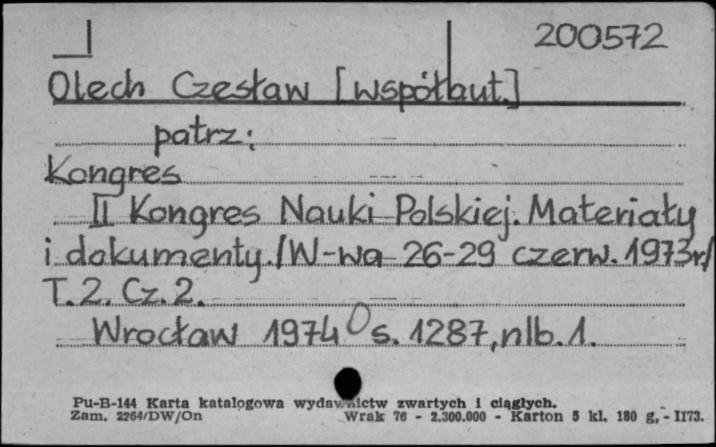 200572
Olech Czesław [współaut.]
patrz:
Kongres
II Kongres Nauki Polskiej. Materiały
i dokumenty. /W-wa 26-29 czerw. 1973r/
T. 2. Cz. 2.
Wrocław 1974 s. 1287, nlb. 1.
Pu-B-144 Karta katalogowa wydawnictw zwartych i ciągłych.
Zam. 2264/DW/On Wrak 76 - 2.300.000 - Karton 5 kl. 180 g. - II73.